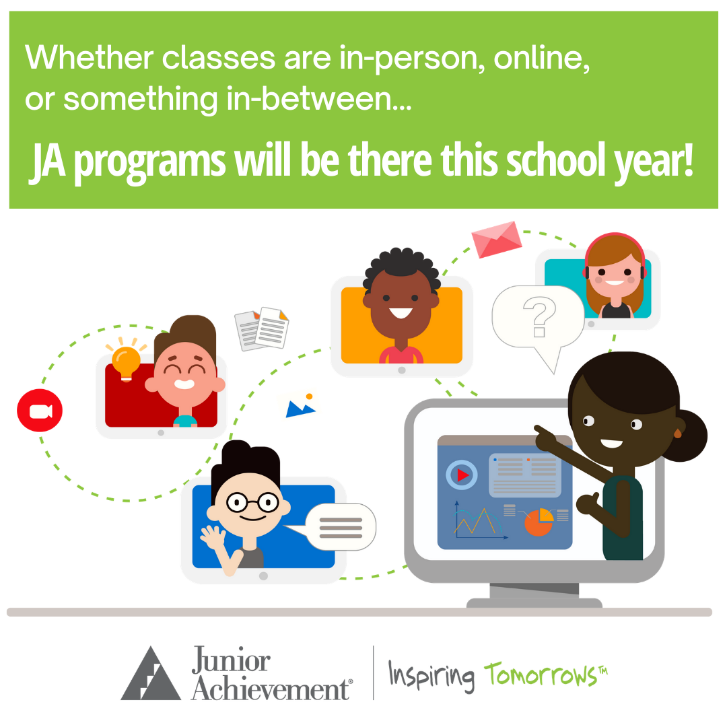 Whether classes are in-person, online,
or something in-between...
JA programs will be there this school year!
?
Junior
Achievement®
Inspiring Tomorrows™